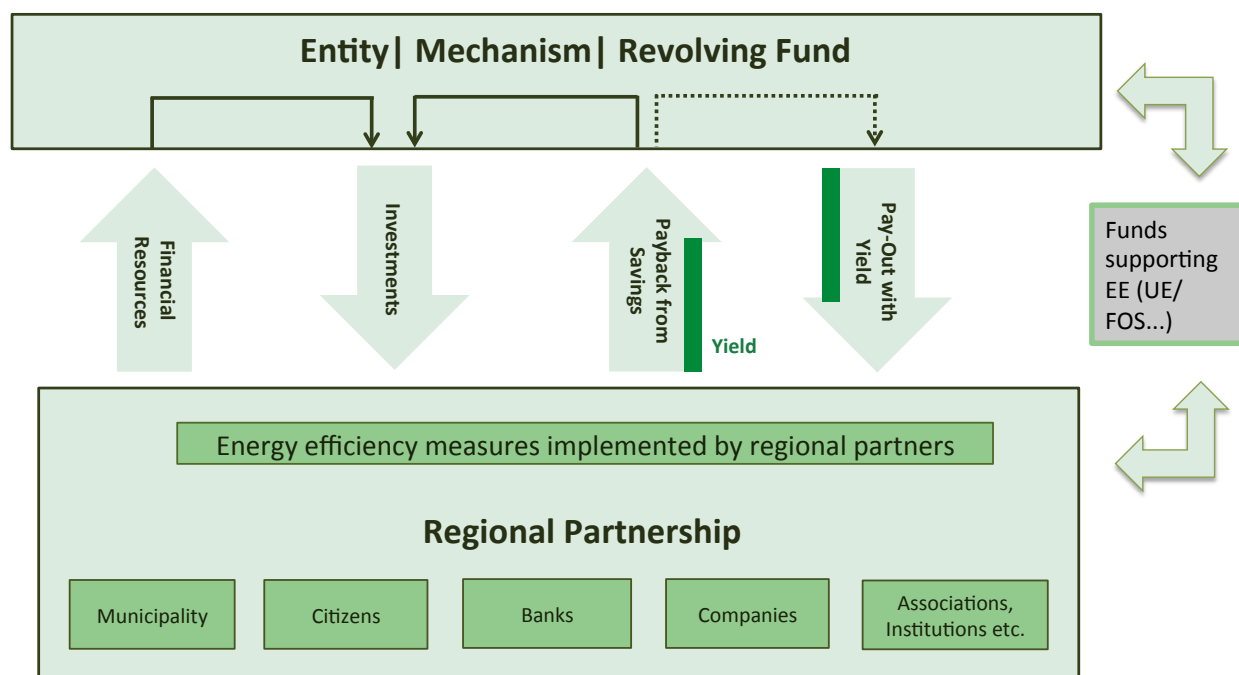 Entity| Mechanism| Revolving Fund
Financial
Resources
Investments
Payback from
Savings
Yield
Pay-Out with
Yield
Funds
supporting
EE (UE/
FOS...)
Energy efficiency measures implemented by regional partners
Regional Partnership
Municipality
Citizens
Banks
Companies
Associations,
Institutions etc.